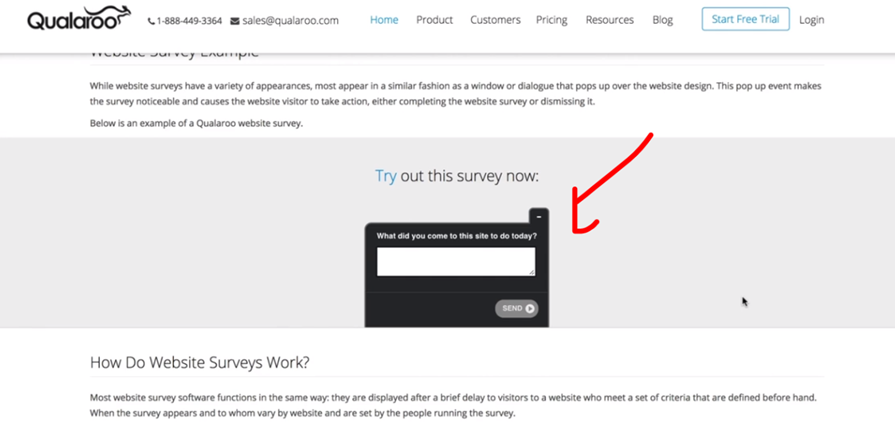 Qualaroo
1-888-449-3364
sales@qualaroo.com
Home
Product
Customers
Pricing
Resources
Blog
Start Free Trial
Login
Website Survey Example
While website surveys have a variety of appearances, most appear in a similar fashion as a window or dialogue that pops up over the website design. This pop up event makes
the survey noticeable and causes the website visitor to take action, either completing the website survey or dismissing it.
Below is an example of a Qualaroo website survey.
Try out this survey now:
What did you come to this site to do today?
SEND
How Do Website Surveys Work?
Most website survey software functions in the same way: they are displayed after a brief delay to visitors to a website who meet a set of criteria that are defined before hand.
When the survey appears and to whom vary by website and are set by the people running the survey.